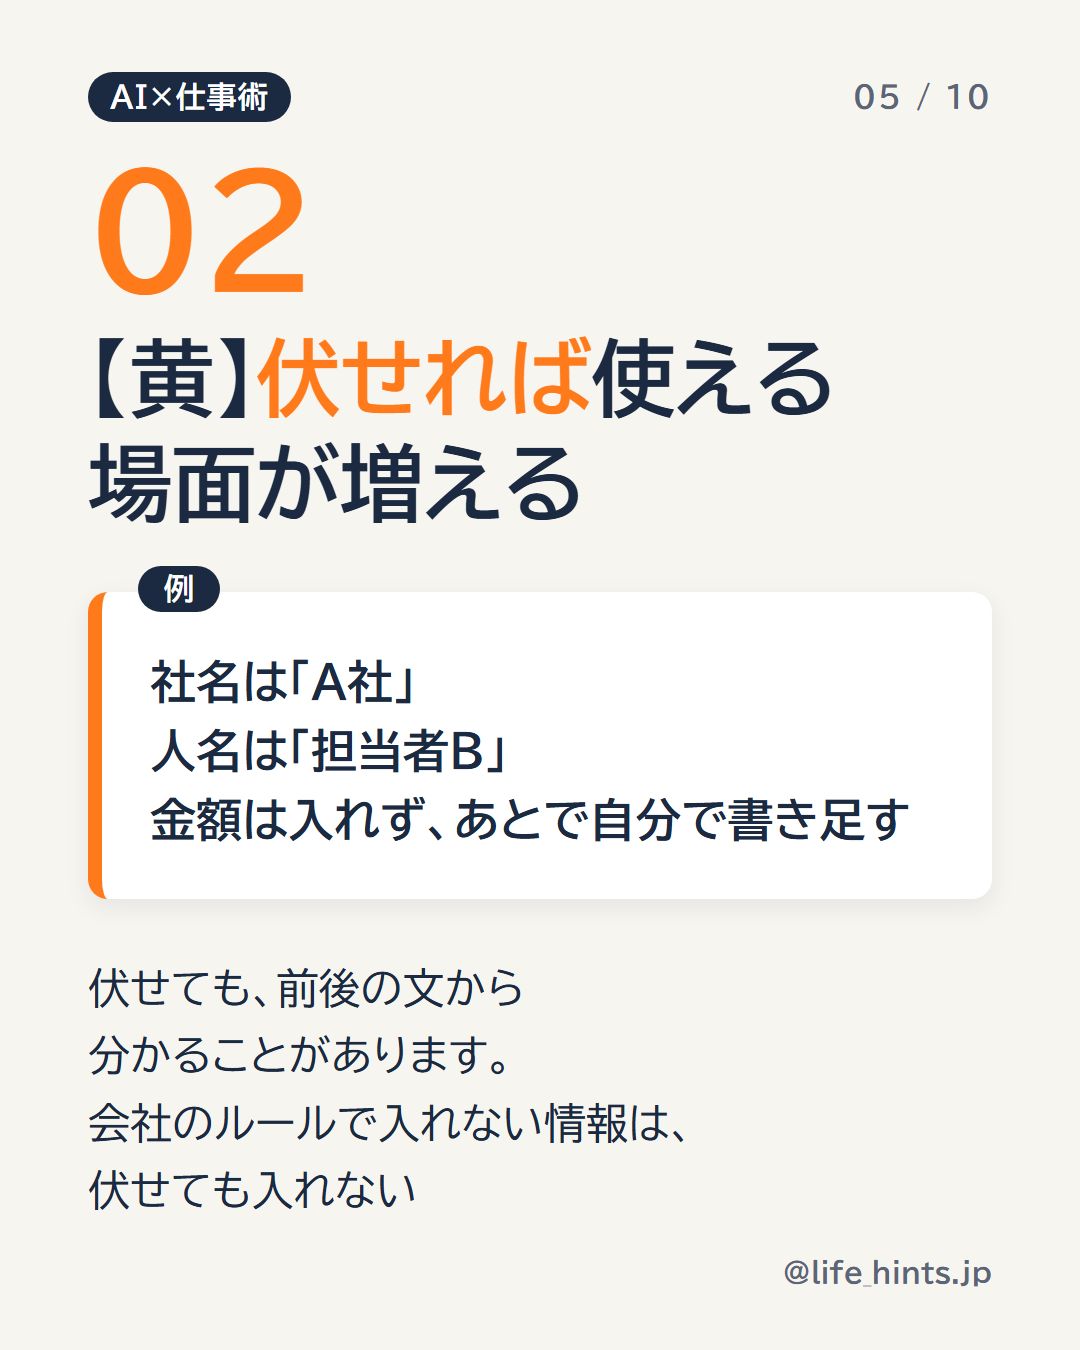 AI×仕事術
05 / 10
02
【黄】伏せれば使える
場面が増える
例
社名は「A社」
人名は「担当者B」
金額は入れず、あとで自分で書き足す
伏せても、前後の文から
分かることがあります。
会社のルールで入れない情報は、
伏せても入れない
@life_hints.jp